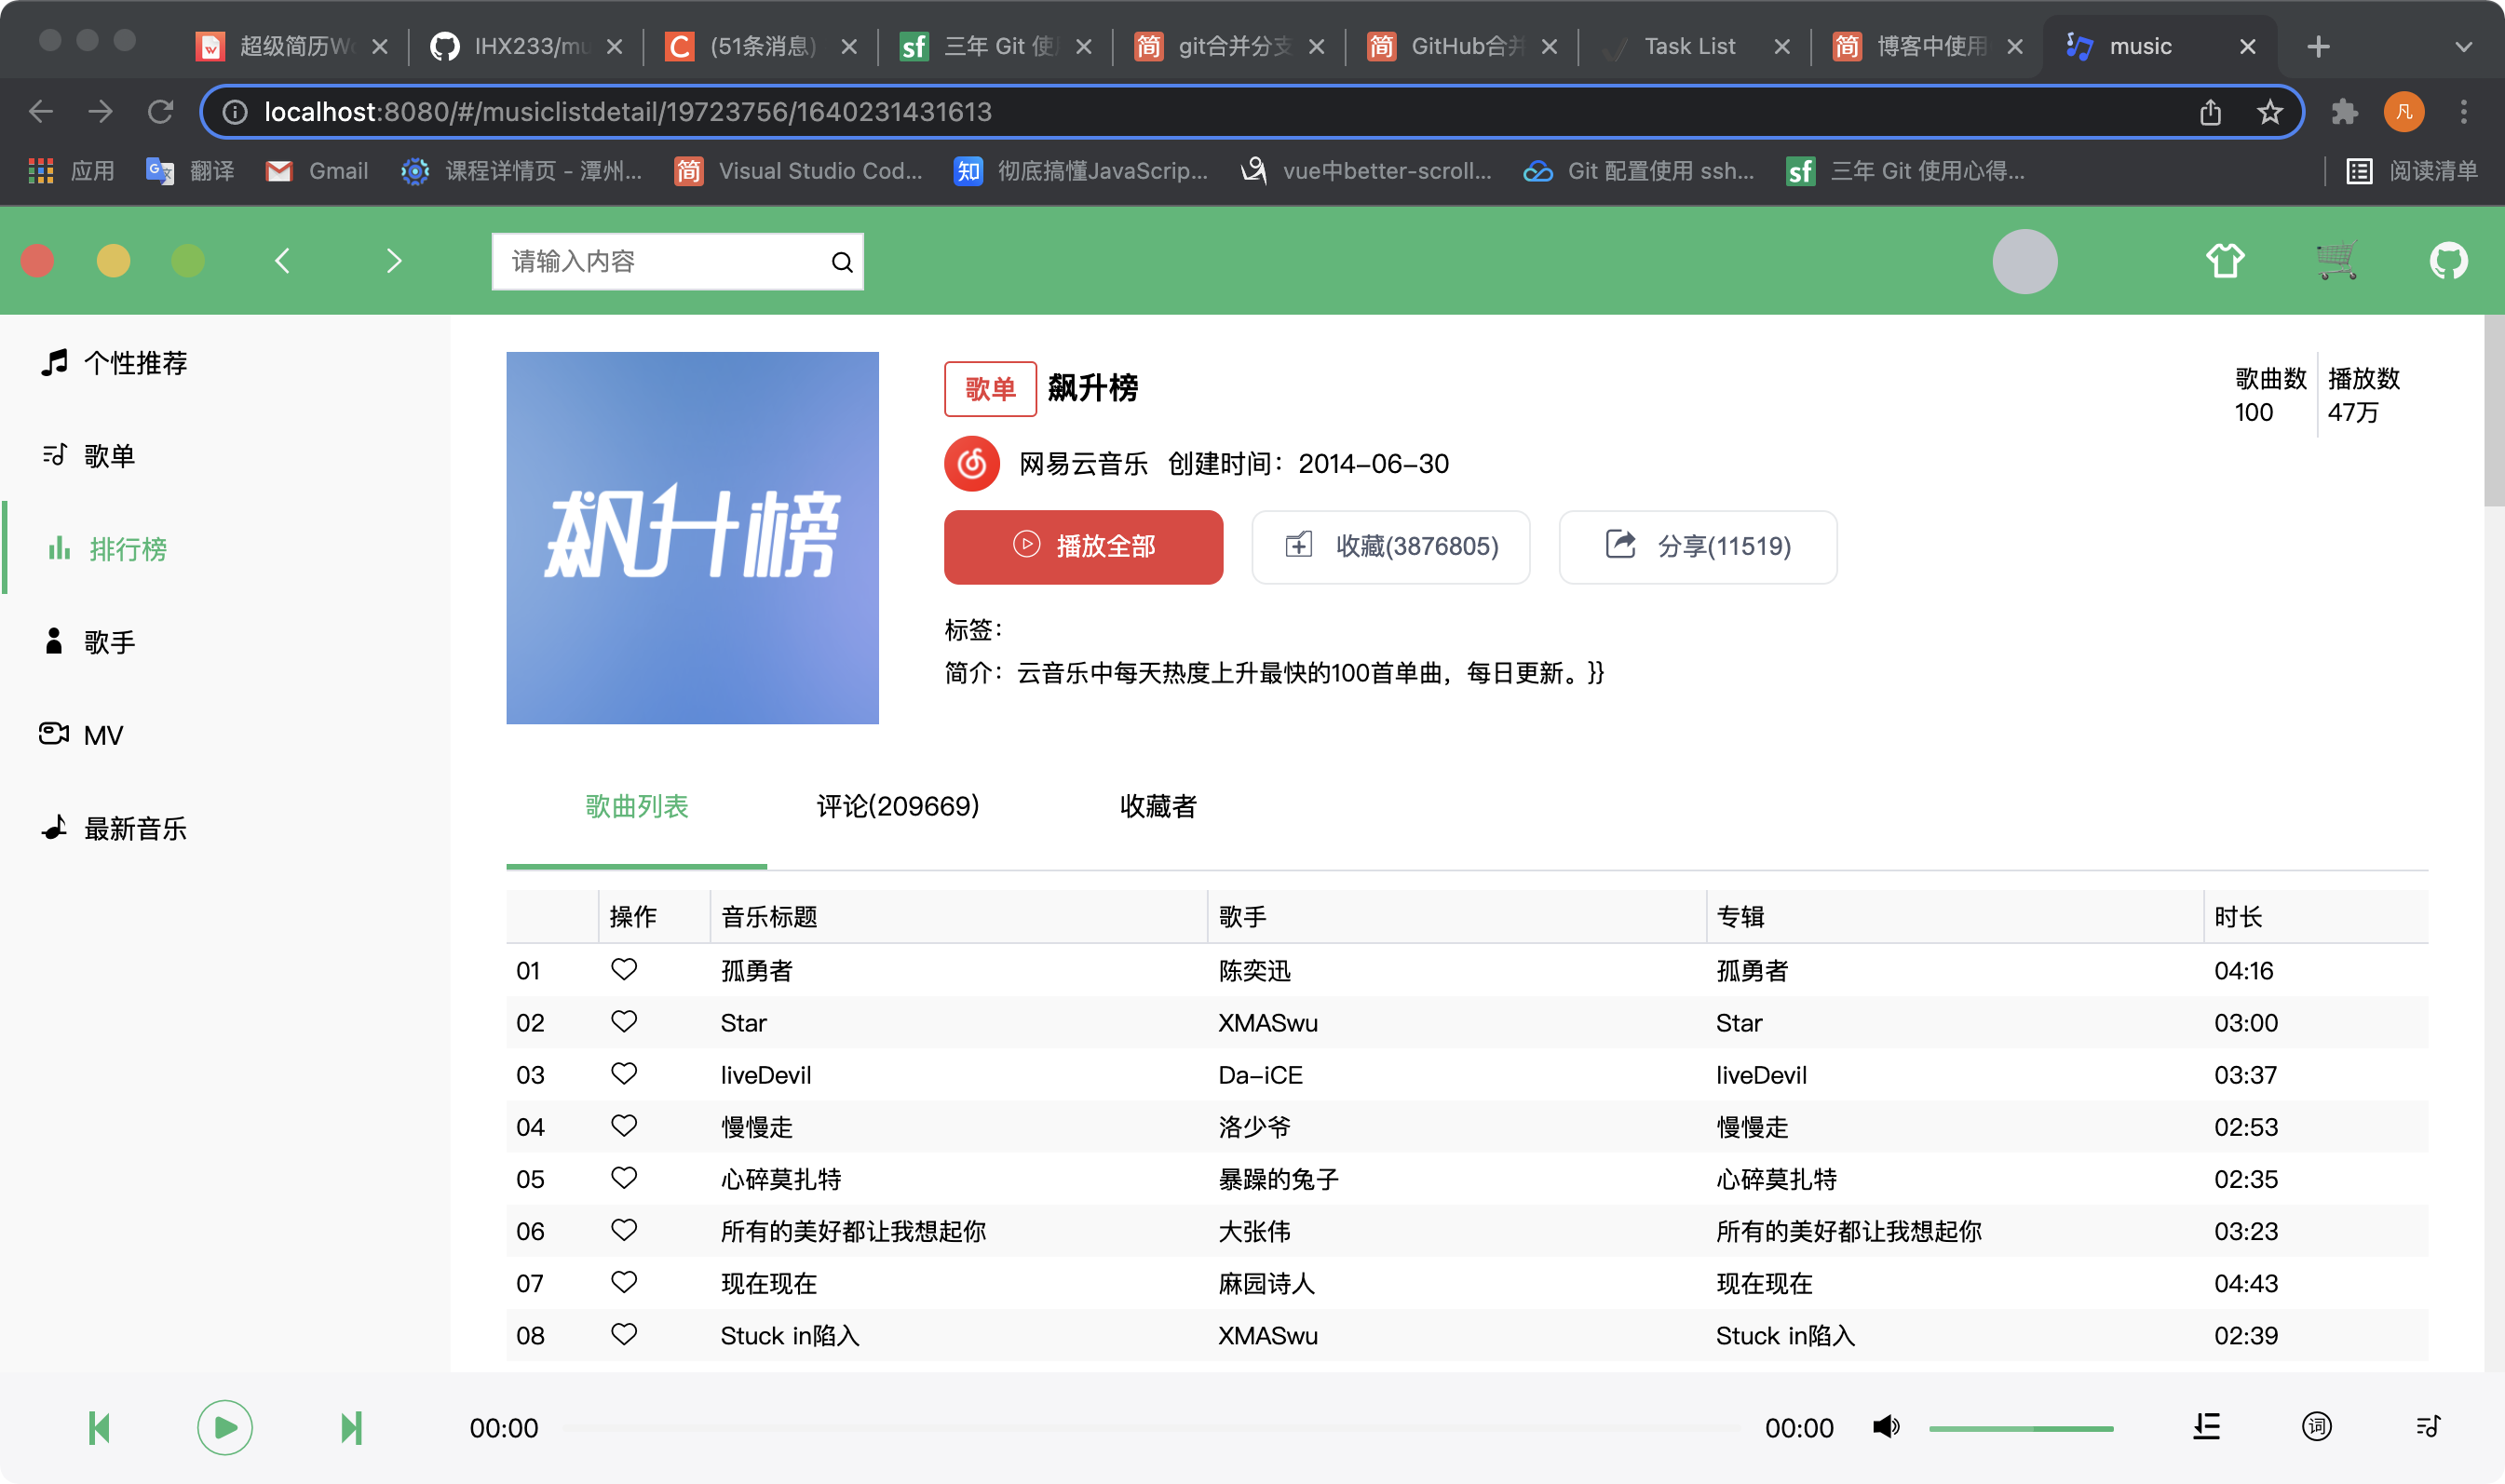 超级简历Wo
IHX233/mu
(51条消息)
三年 Git 使
git合并分支
GitHub合并
Task List
博客中使用
music
localhost:8080/#/musiclistdetail/19723756/1640231431613
凡
应用
翻译
Gmail
课程详情页 - 潭州...
简 Visual Studio Cod...
知 彻底搞懂JavaScrip...
vue中better-scroll...
Git 配置使用 ssh...
sf 三年 Git 使用心得...
阅读清单
请输入内容
个性推荐
歌单
排行榜
歌手
MV
最新音乐
飙升榜
歌单 飙升榜
歌曲数 播放数
100 47万
网易云音乐 创建时间：2014-06-30
播放全部 收藏(3876805) 分享(11519)
标签：
简介：云音乐中每天热度上升最快的100首单曲，每日更新。}}
歌曲列表 评论(209669) 收藏者
操作 音乐标题 歌手 专辑 时长
01 孤勇者 陈奕迅 孤勇者 04:16
02 Star XMASwu Star 03:00
03 liveDevil Da-iCE liveDevil 03:37
04 慢慢走 洛少爷 慢慢走 02:53
05 心碎莫扎特 暴躁的兔子 心碎莫扎特 02:35
06 所有的美好都让我想起你 大张伟 所有的美好都让我想起你 03:23
07 现在现在 麻园诗人 现在现在 04:43
08 Stuck in陷入 XMASwu Stuck in陷入 02:39
00:00 00:00 词